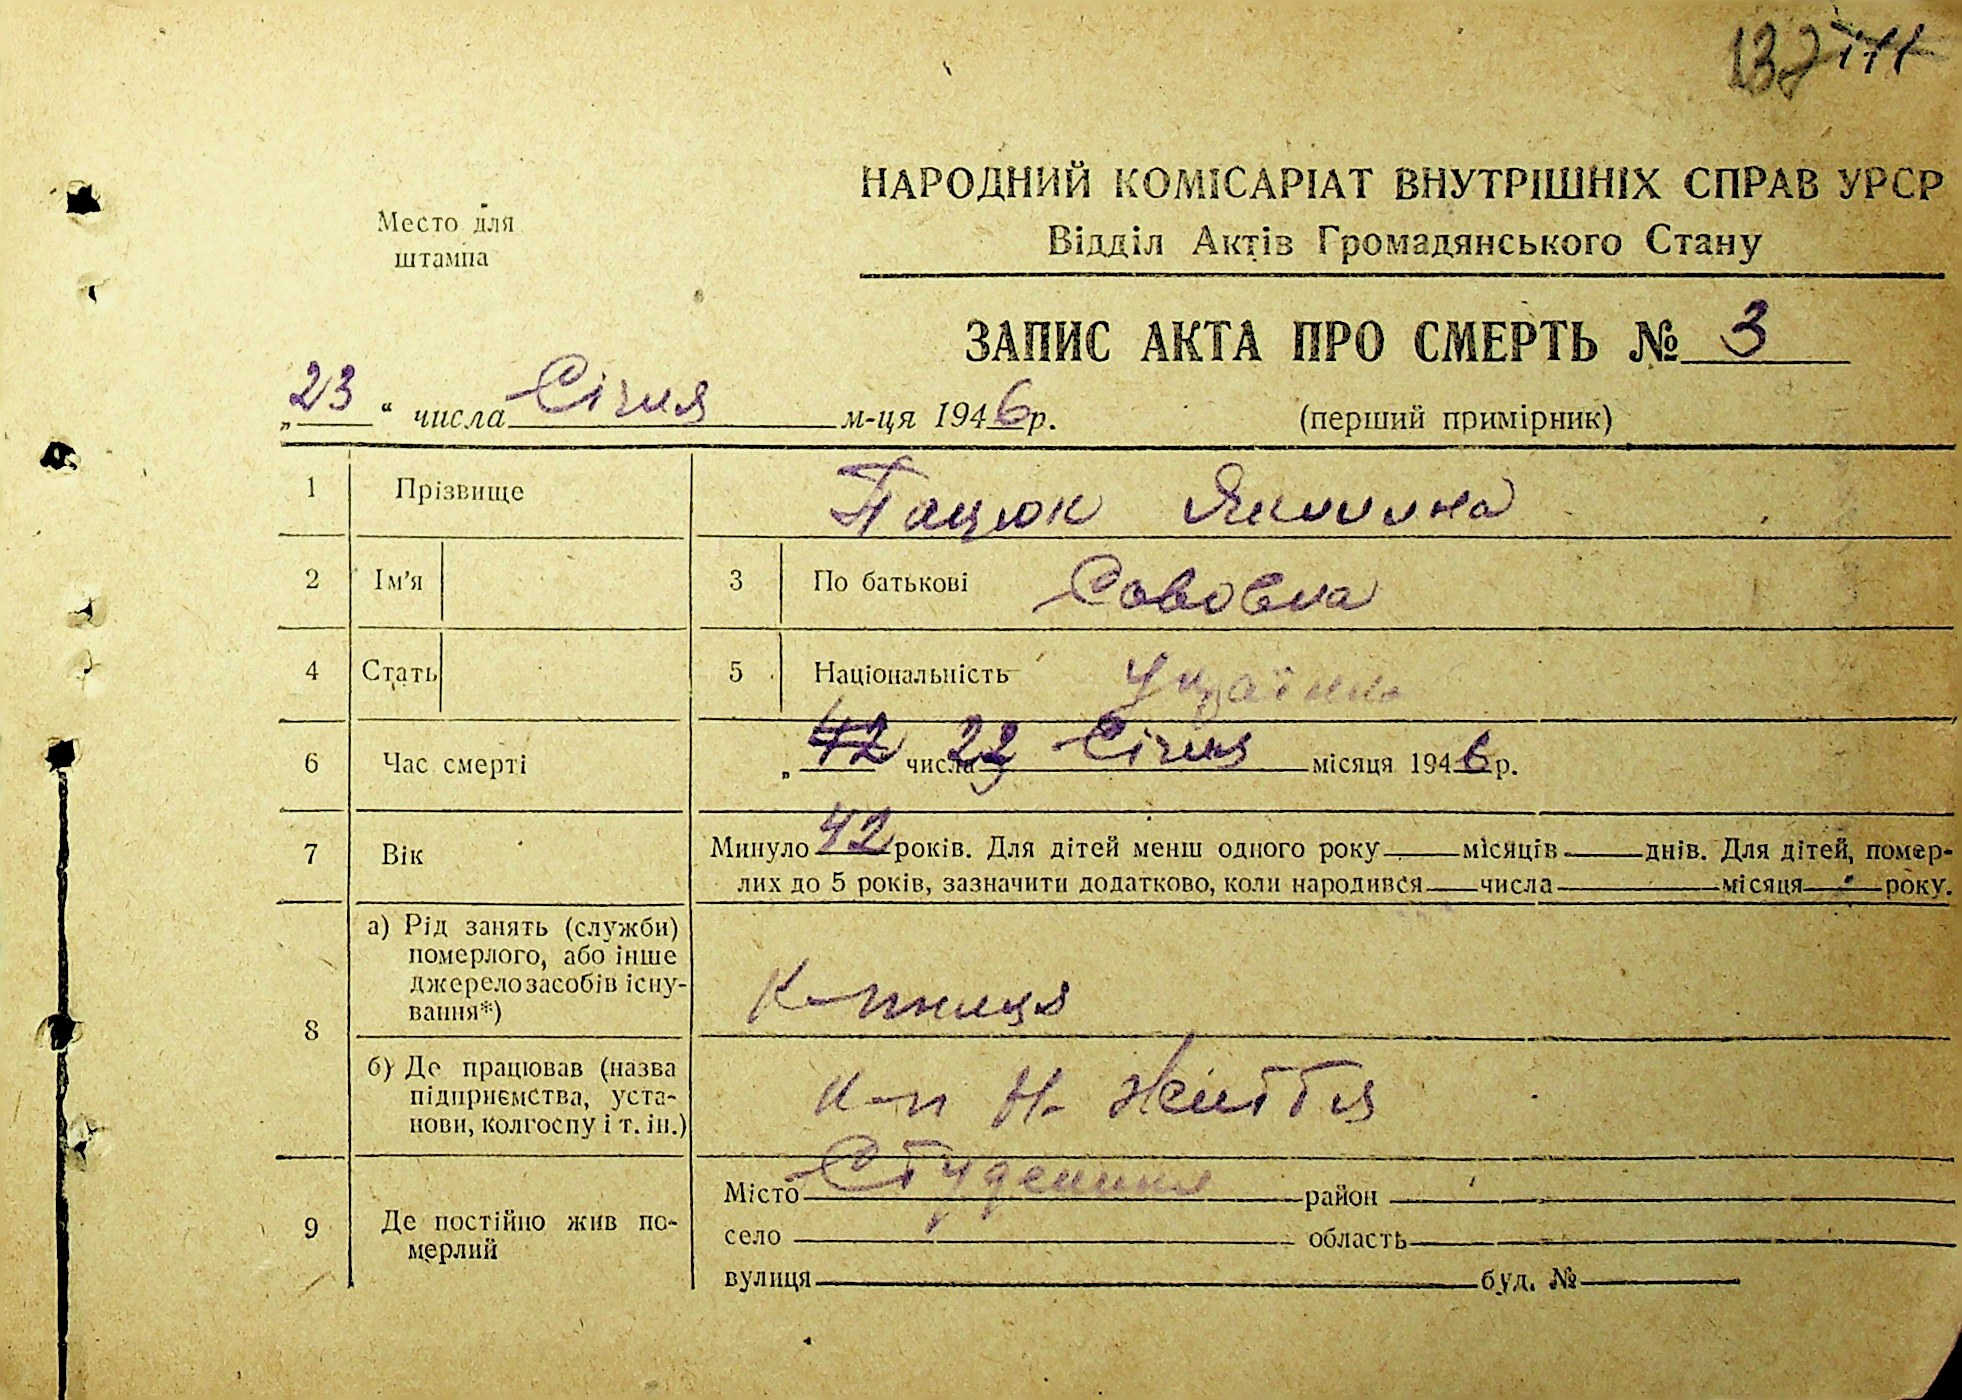 137
НАРОДНИЙ КОМІСАРІАТ ВНУТРІШНІХ СПРАВ УРСР
Место для
штампа
Відділ Актів Громадянського Стану
ЗАПИС АКТА ПРО СМЕРТЬ № 3
„23“ числа Січня м-ця 1946 р. (перший примірник)
1 Прізвище Пацюк Якилина
2 Ім'я 3 По батькові Савовна
4 Стать 5 Національність
6 Час смерті „42 числа 22 Січня місяця 1946 р.
7 Вік Минуло 42 років. Для дітей менш одного року місяців днів. Для дітей, помер-
лих до 5 років, зазначити додатково, коли народився числа місяця року.
8 а) Рід занять (служби)
померлого, або інше
джерело засобів існу-
вання*)
К-пниця
б) Де працював (назва
підприємства, уста-
нови, колгоспу і т. ін.)
к-п Н-Життя
9 Де постійно жив по-
мерлий
Місто Студениця район
село область
вулиця буд. №